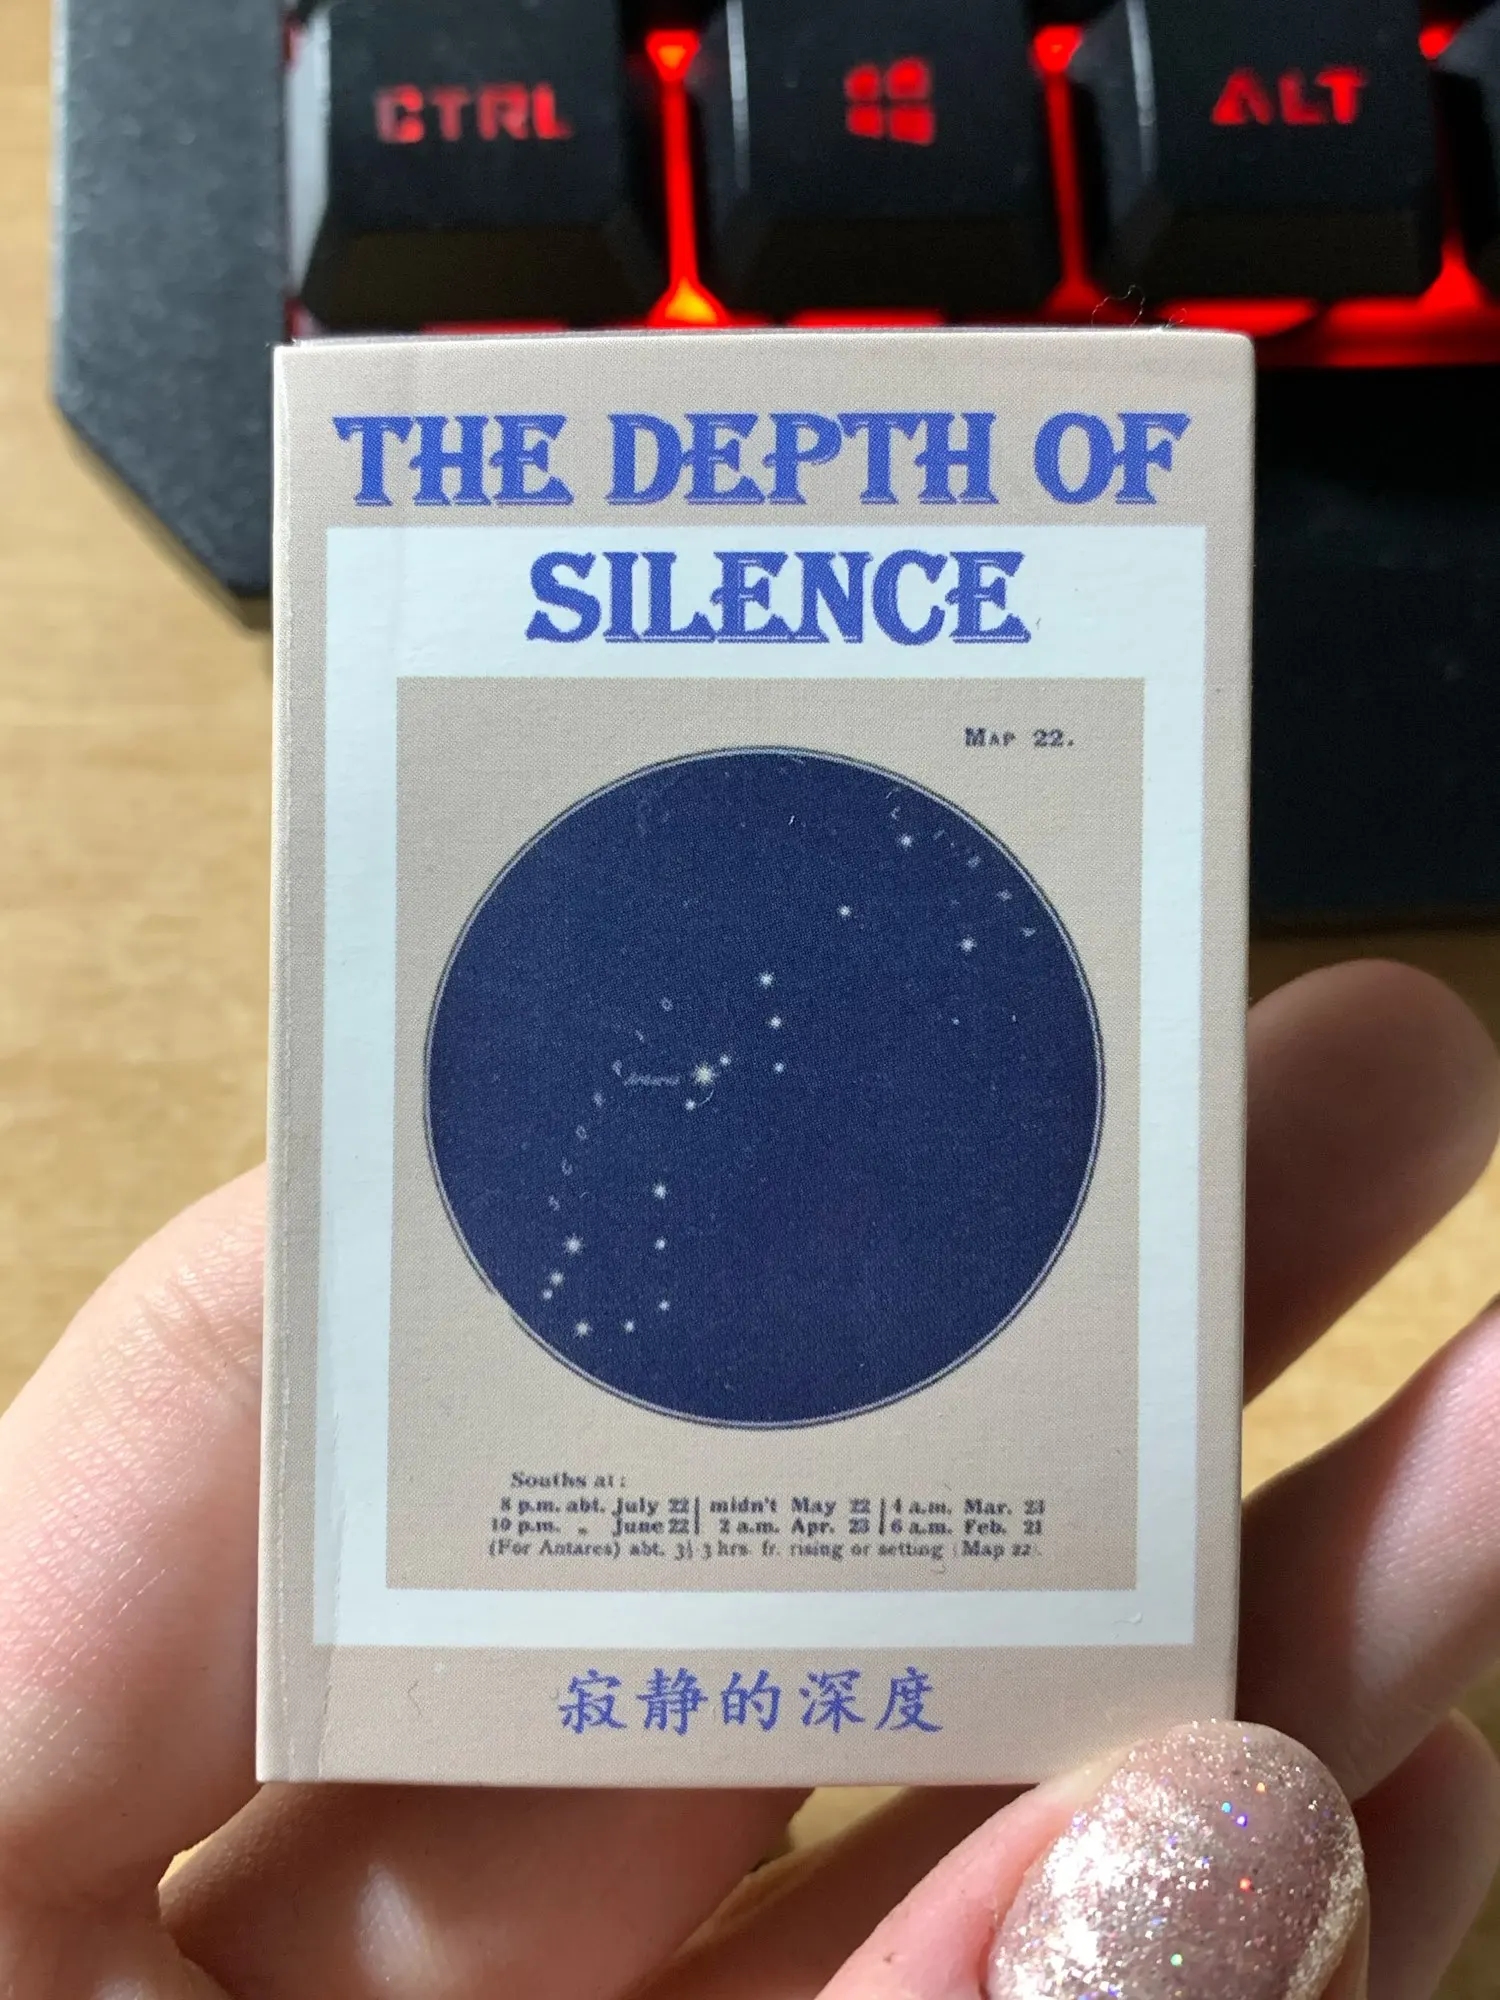 CTRL ALT
THE DEPTH OF
SILENCE
MAP 22.
Antares
Souths at:
8 p.m. abt. July 22 | midn't May 22 | 4 a.m. Mar. 23
10 p.m. „ June 22 | 2 a.m. Apr. 23 | 6 a.m. Feb. 21
(For Antares) abt. 3 hrs fr. rising or setting Map 22.
寂静的深度